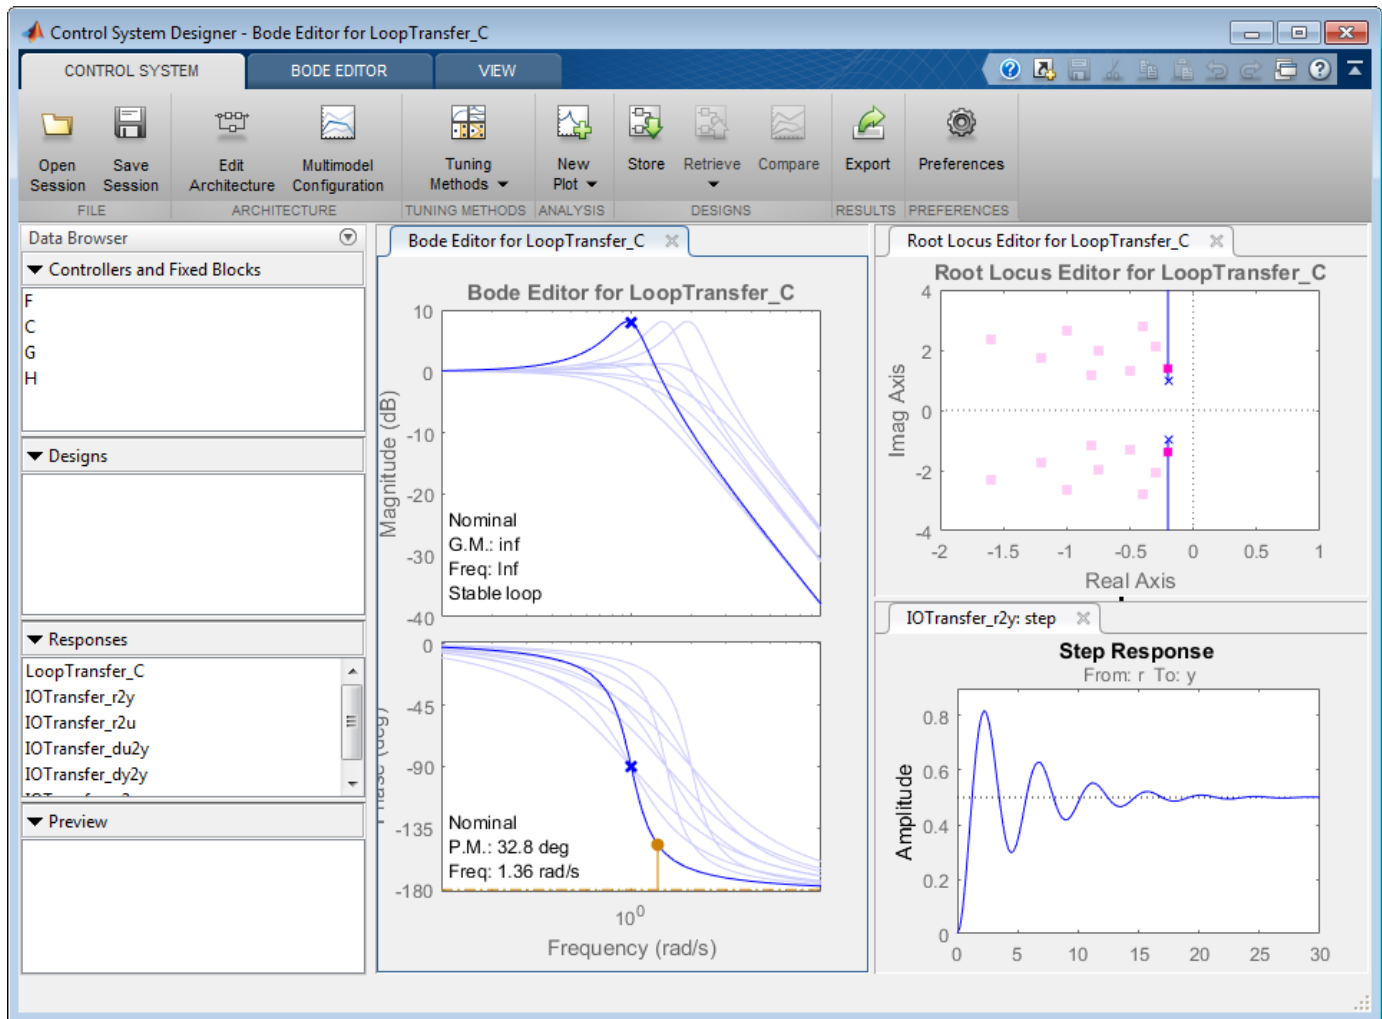 Control System Designer - Bode Editor for LoopTransfer_C
CONTROL SYSTEM
BODE EDITOR
VIEW
Open Session
Save Session
Edit Architecture
Multimodel Configuration
Tuning Methods
New Plot
Store
Retrieve
Compare
Export
Preferences
FILE
ARCHITECTURE
TUNING METHODS
ANALYSIS
DESIGNS
RESULTS
PREFERENCES
Data Browser
Controllers and Fixed Blocks
F
C
G
H
Designs
Responses
LoopTransfer_C
IOTransfer_r2y
IOTransfer_r2u
IOTransfer_du2y
IOTransfer_dy2y
Preview
Bode Editor for LoopTransfer_C
Bode Editor for LoopTransfer_C
Magnitude (dB)
10
0
-10
-20
-30
-40
Nominal
G.M.: inf
Freq: Inf
Stable loop
Phase (deg)
0
-45
-90
-135
-180
Nominal
P.M.: 32.8 deg
Freq: 1.36 rad/s
10^0
Frequency (rad/s)
Root Locus Editor for LoopTransfer_C
Root Locus Editor for LoopTransfer_C
Imag Axis
4
2
0
-2
-4
-2 -1.5 -1 -0.5 0 0.5 1
Real Axis
IOTransfer_r2y: step
Step Response
From: r To: y
Amplitude
0.8
0.6
0.4
0.2
0
0 5 10 15 20 25 30